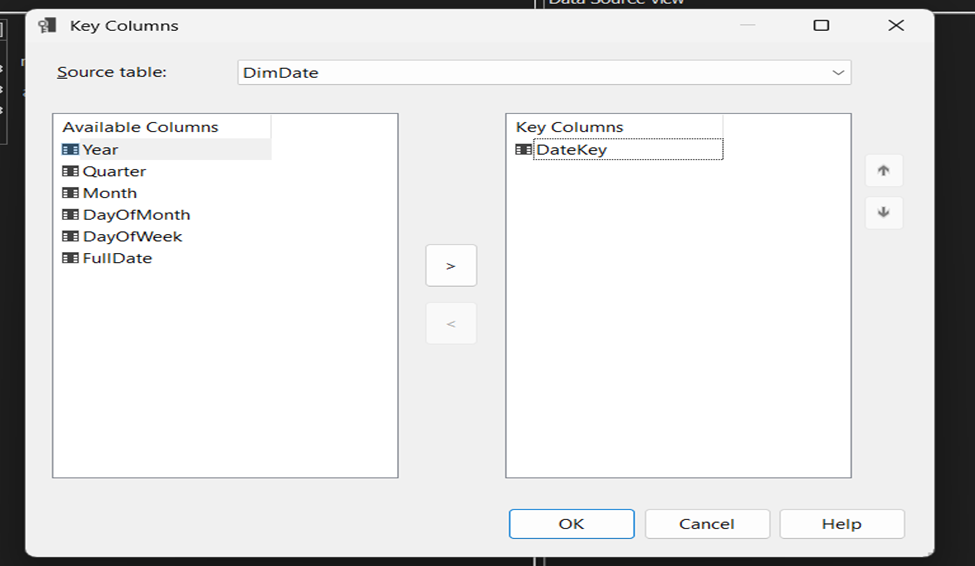 Data Source View
Key Columns
Source table:
DimDate
Available Columns
Year
Quarter
Month
DayOfMonth
DayOfWeek
FullDate
>
<
Key Columns
DateKey
OK
Cancel
Help